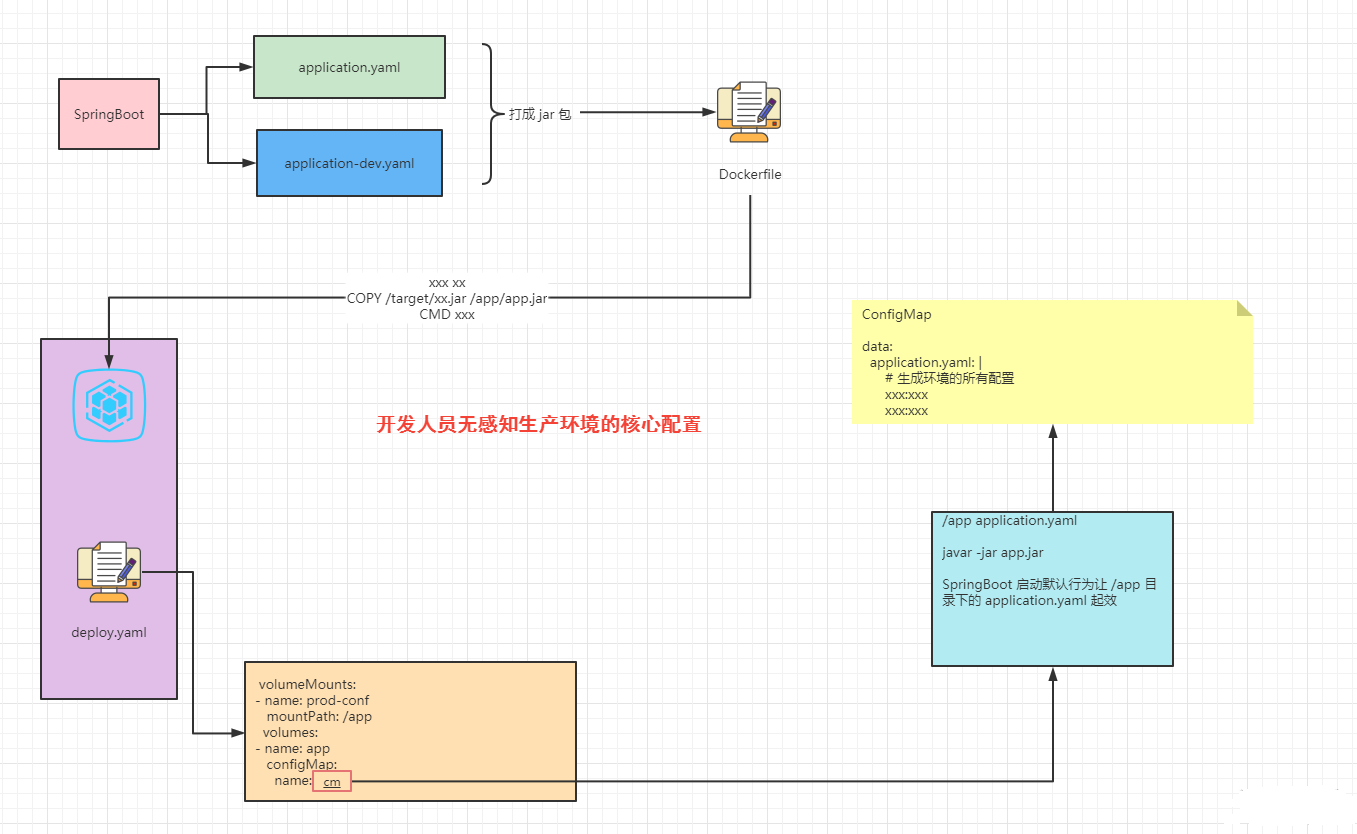 SpringBoot
application.yaml
application-dev.yaml
打成 jar 包
Dockerfile
xxx xx
COPY /target/xx.jar /app/app.jar
CMD xxx
ConfigMap
data:
application.yaml: |
# 生成环境的所有配置
xxx:xxx
xxx:xxx
开发人员无感知生产环境的核心配置
/app application.yaml
javar -jar app.jar
SpringBoot 启动默认行为让 /app 目
录下的 application.yaml 起效
deploy.yaml
volumeMounts:
- name: prod-conf
mountPath: /app
volumes:
- name: app
configMap:
name: cm